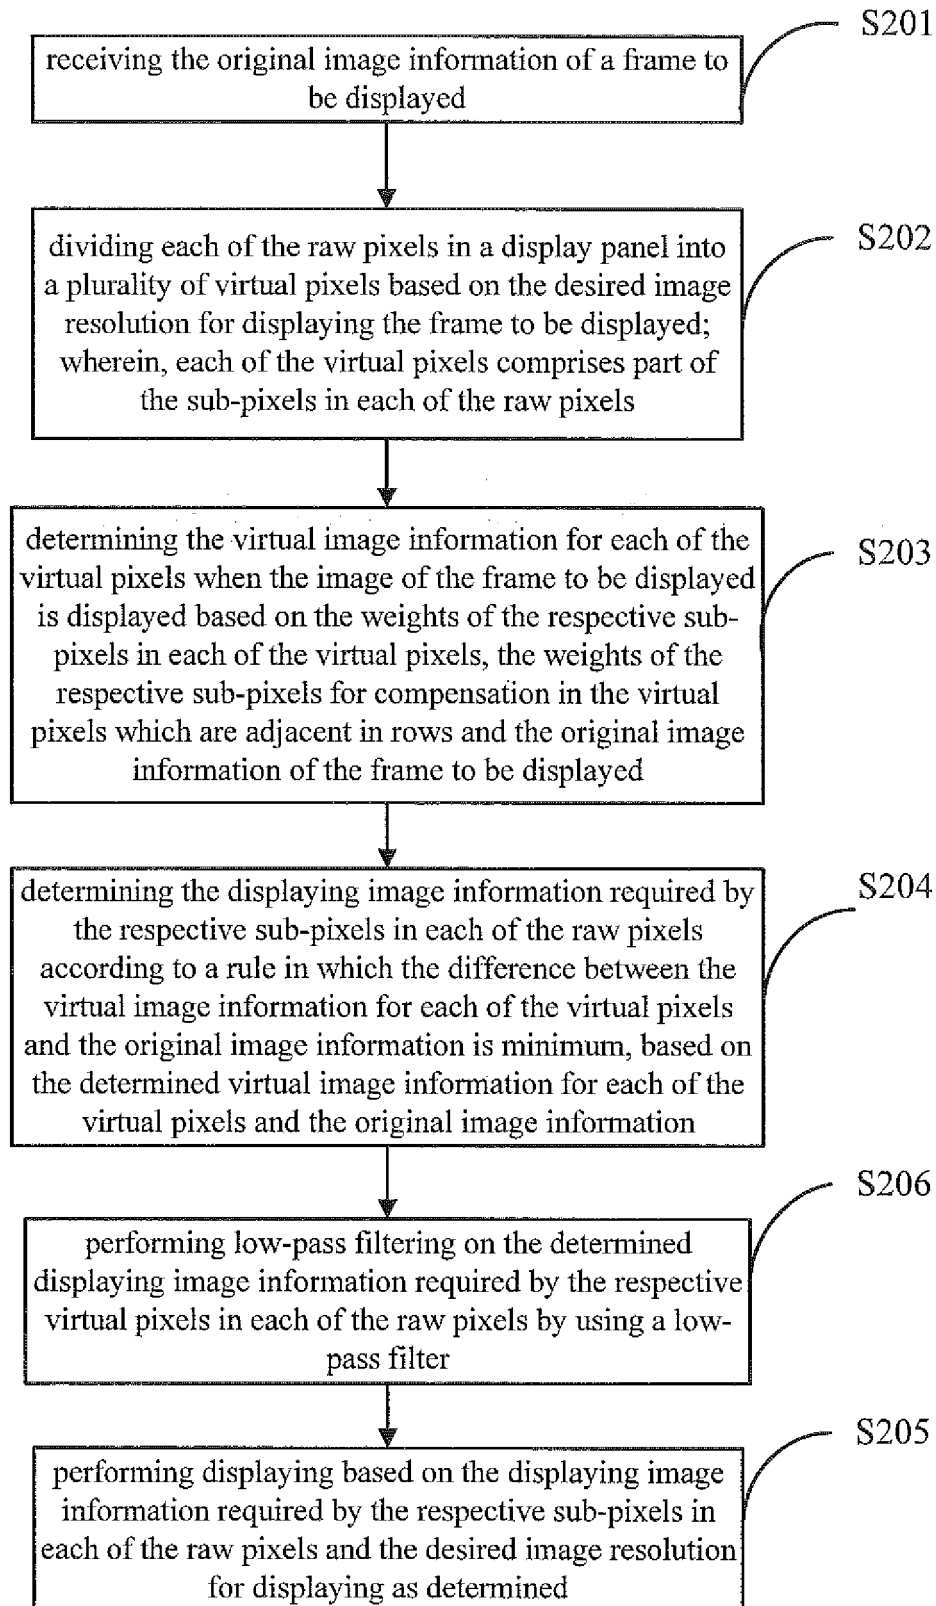 S201
receiving the original image information of a frame to
be displayed
S202
dividing each of the raw pixels in a display panel into
a plurality of virtual pixels based on the desired image
resolution for displaying the frame to be displayed;
wherein, each of the virtual pixels comprises part of
the sub-pixels in each of the raw pixels
S203
determining the virtual image information for each of the
virtual pixels when the image of the frame to be displayed
is displayed based on the weights of the respective sub-
pixels in each of the virtual pixels, the weights of the
respective sub-pixels for compensation in the virtual
pixels which are adjacent in rows and the original image
information of the frame to be displayed
S204
determining the displaying image information required by
the respective sub-pixels in each of the raw pixels
according to a rule in which the difference between the
virtual image information for each of the virtual pixels
and the original image information is minimum, based on
the determined virtual image information for each of the
virtual pixels and the original image information
S206
performing low-pass filtering on the determined
displaying image information required by the respective
virtual pixels in each of the raw pixels by using a low-
pass filter
S205
performing displaying based on the displaying image
information required by the respective sub-pixels in
each of the raw pixels and the desired image resolution
for displaying as determined